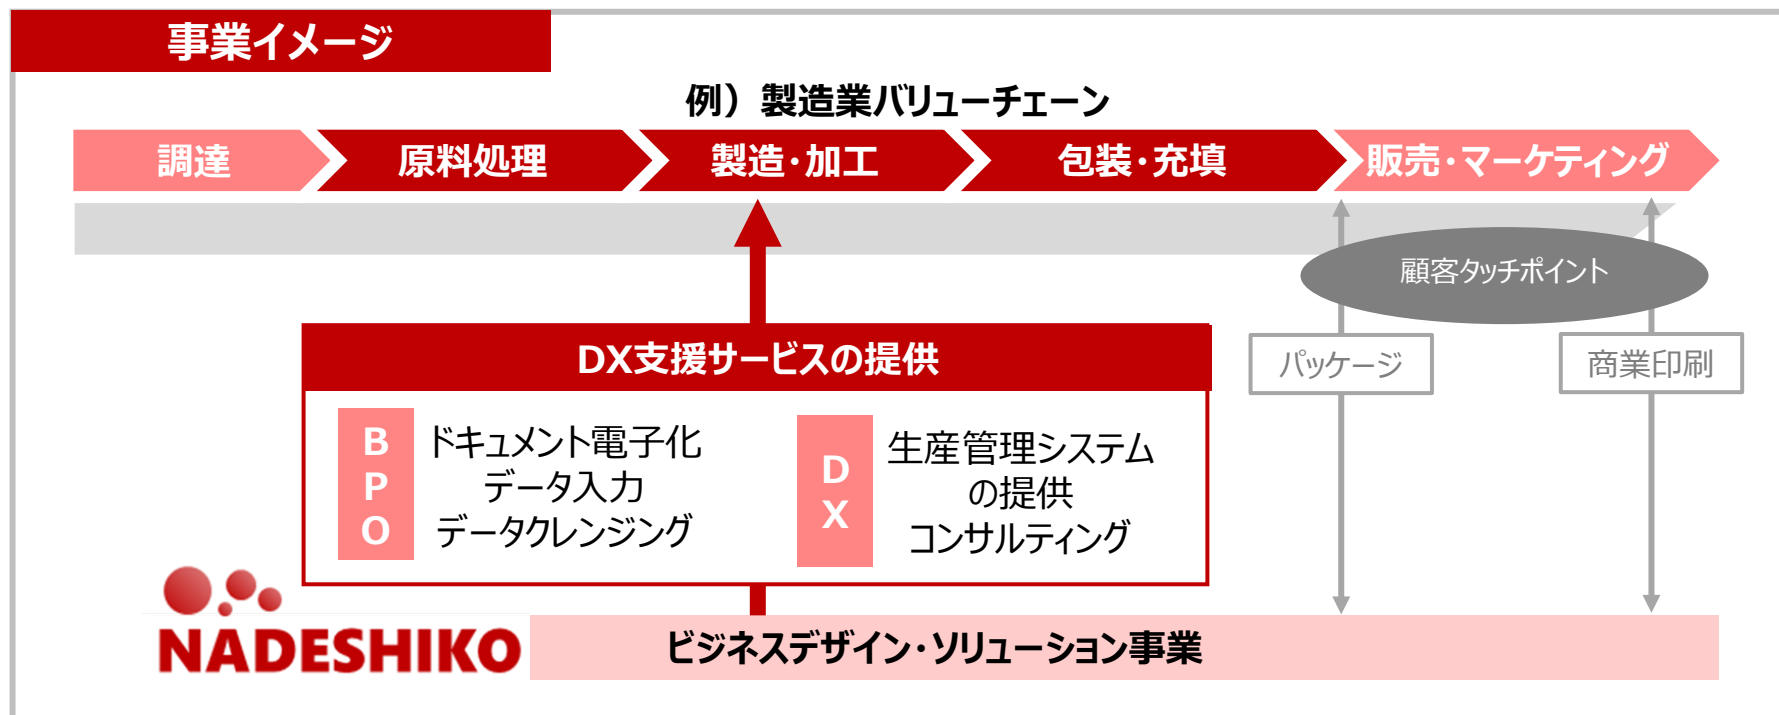 事業イメージ
例）製造業バリューチェーン
調達
原料処理
製造・加工
包装・充填
販売・マーケティング
顧客タッチポイント
DX支援サービスの提供
パッケージ
商業印刷
BPO
ドキュメント電子化
データ入力
データクレンジング
DX
生産管理システム
の提供
コンサルティング
NADESHIKO
ビジネスデザイン・ソリューション事業